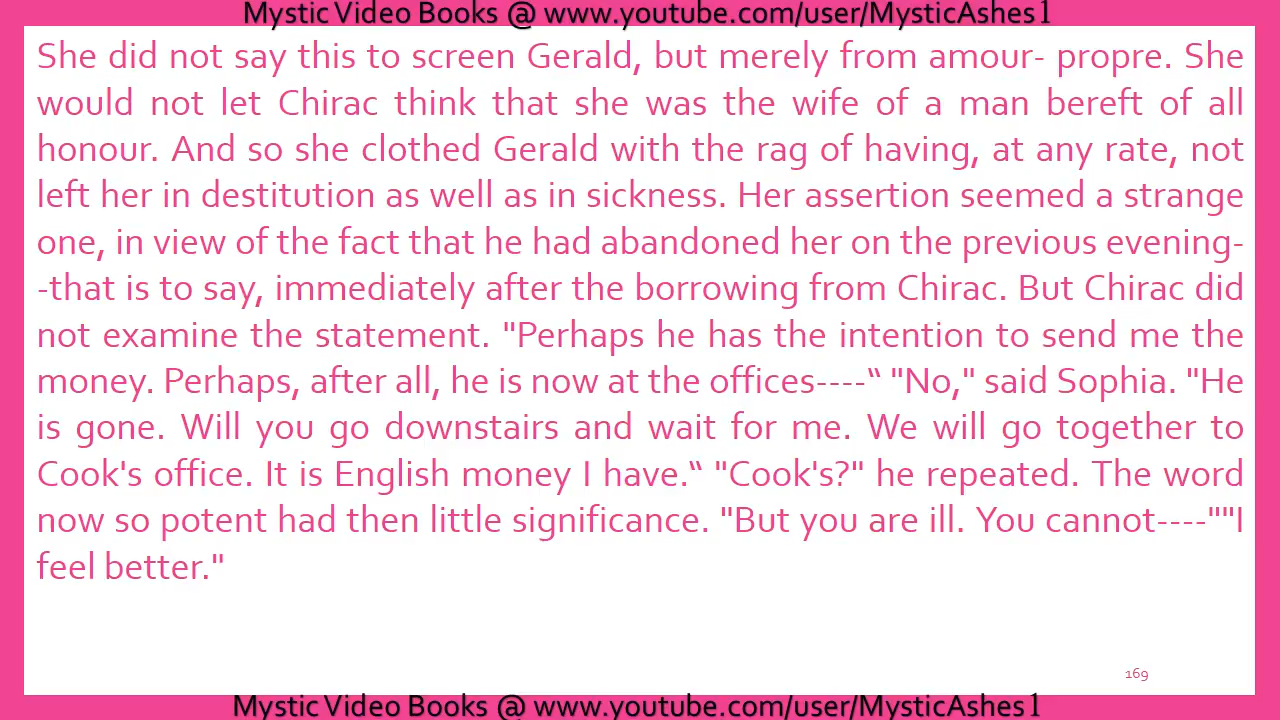 Mystic Video Books @ www.youtube.com/user/MysticAshes1
She did not say this to screen Gerald, but merely from amour- propre. She
would not let Chirac think that she was the wife of a man bereft of all
honour. And so she clothed Gerald with the rag of having, at any rate, not
left her in destitution as well as in sickness. Her assertion seemed a strange
one, in view of the fact that he had abandoned her on the previous evening-
-that is to say, immediately after the borrowing from Chirac. But Chirac did
not examine the statement. "Perhaps he has the intention to send me the
money. Perhaps, after all, he is now at the offices----“ "No," said Sophia. "He
is gone. Will you go downstairs and wait for me. We will go together to
Cook's office. It is English money I have.“ "Cook's?" he repeated. The word
now so potent had then little significance. "But you are ill. You cannot----""I
feel better."
169
Mystic Video Books @ www.youtube.com/user/MysticAshes1